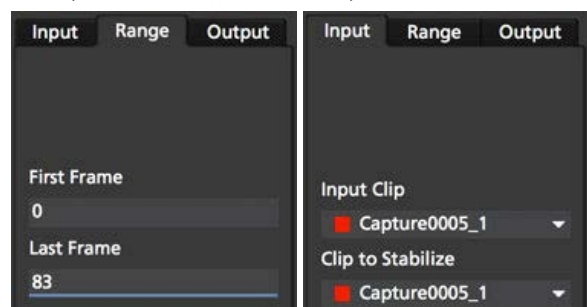 Input Range Output
First Frame
0
Last Frame
83
Input Range Output
Input Clip
Capture0005_1
Clip to Stabilize
Capture0005_1